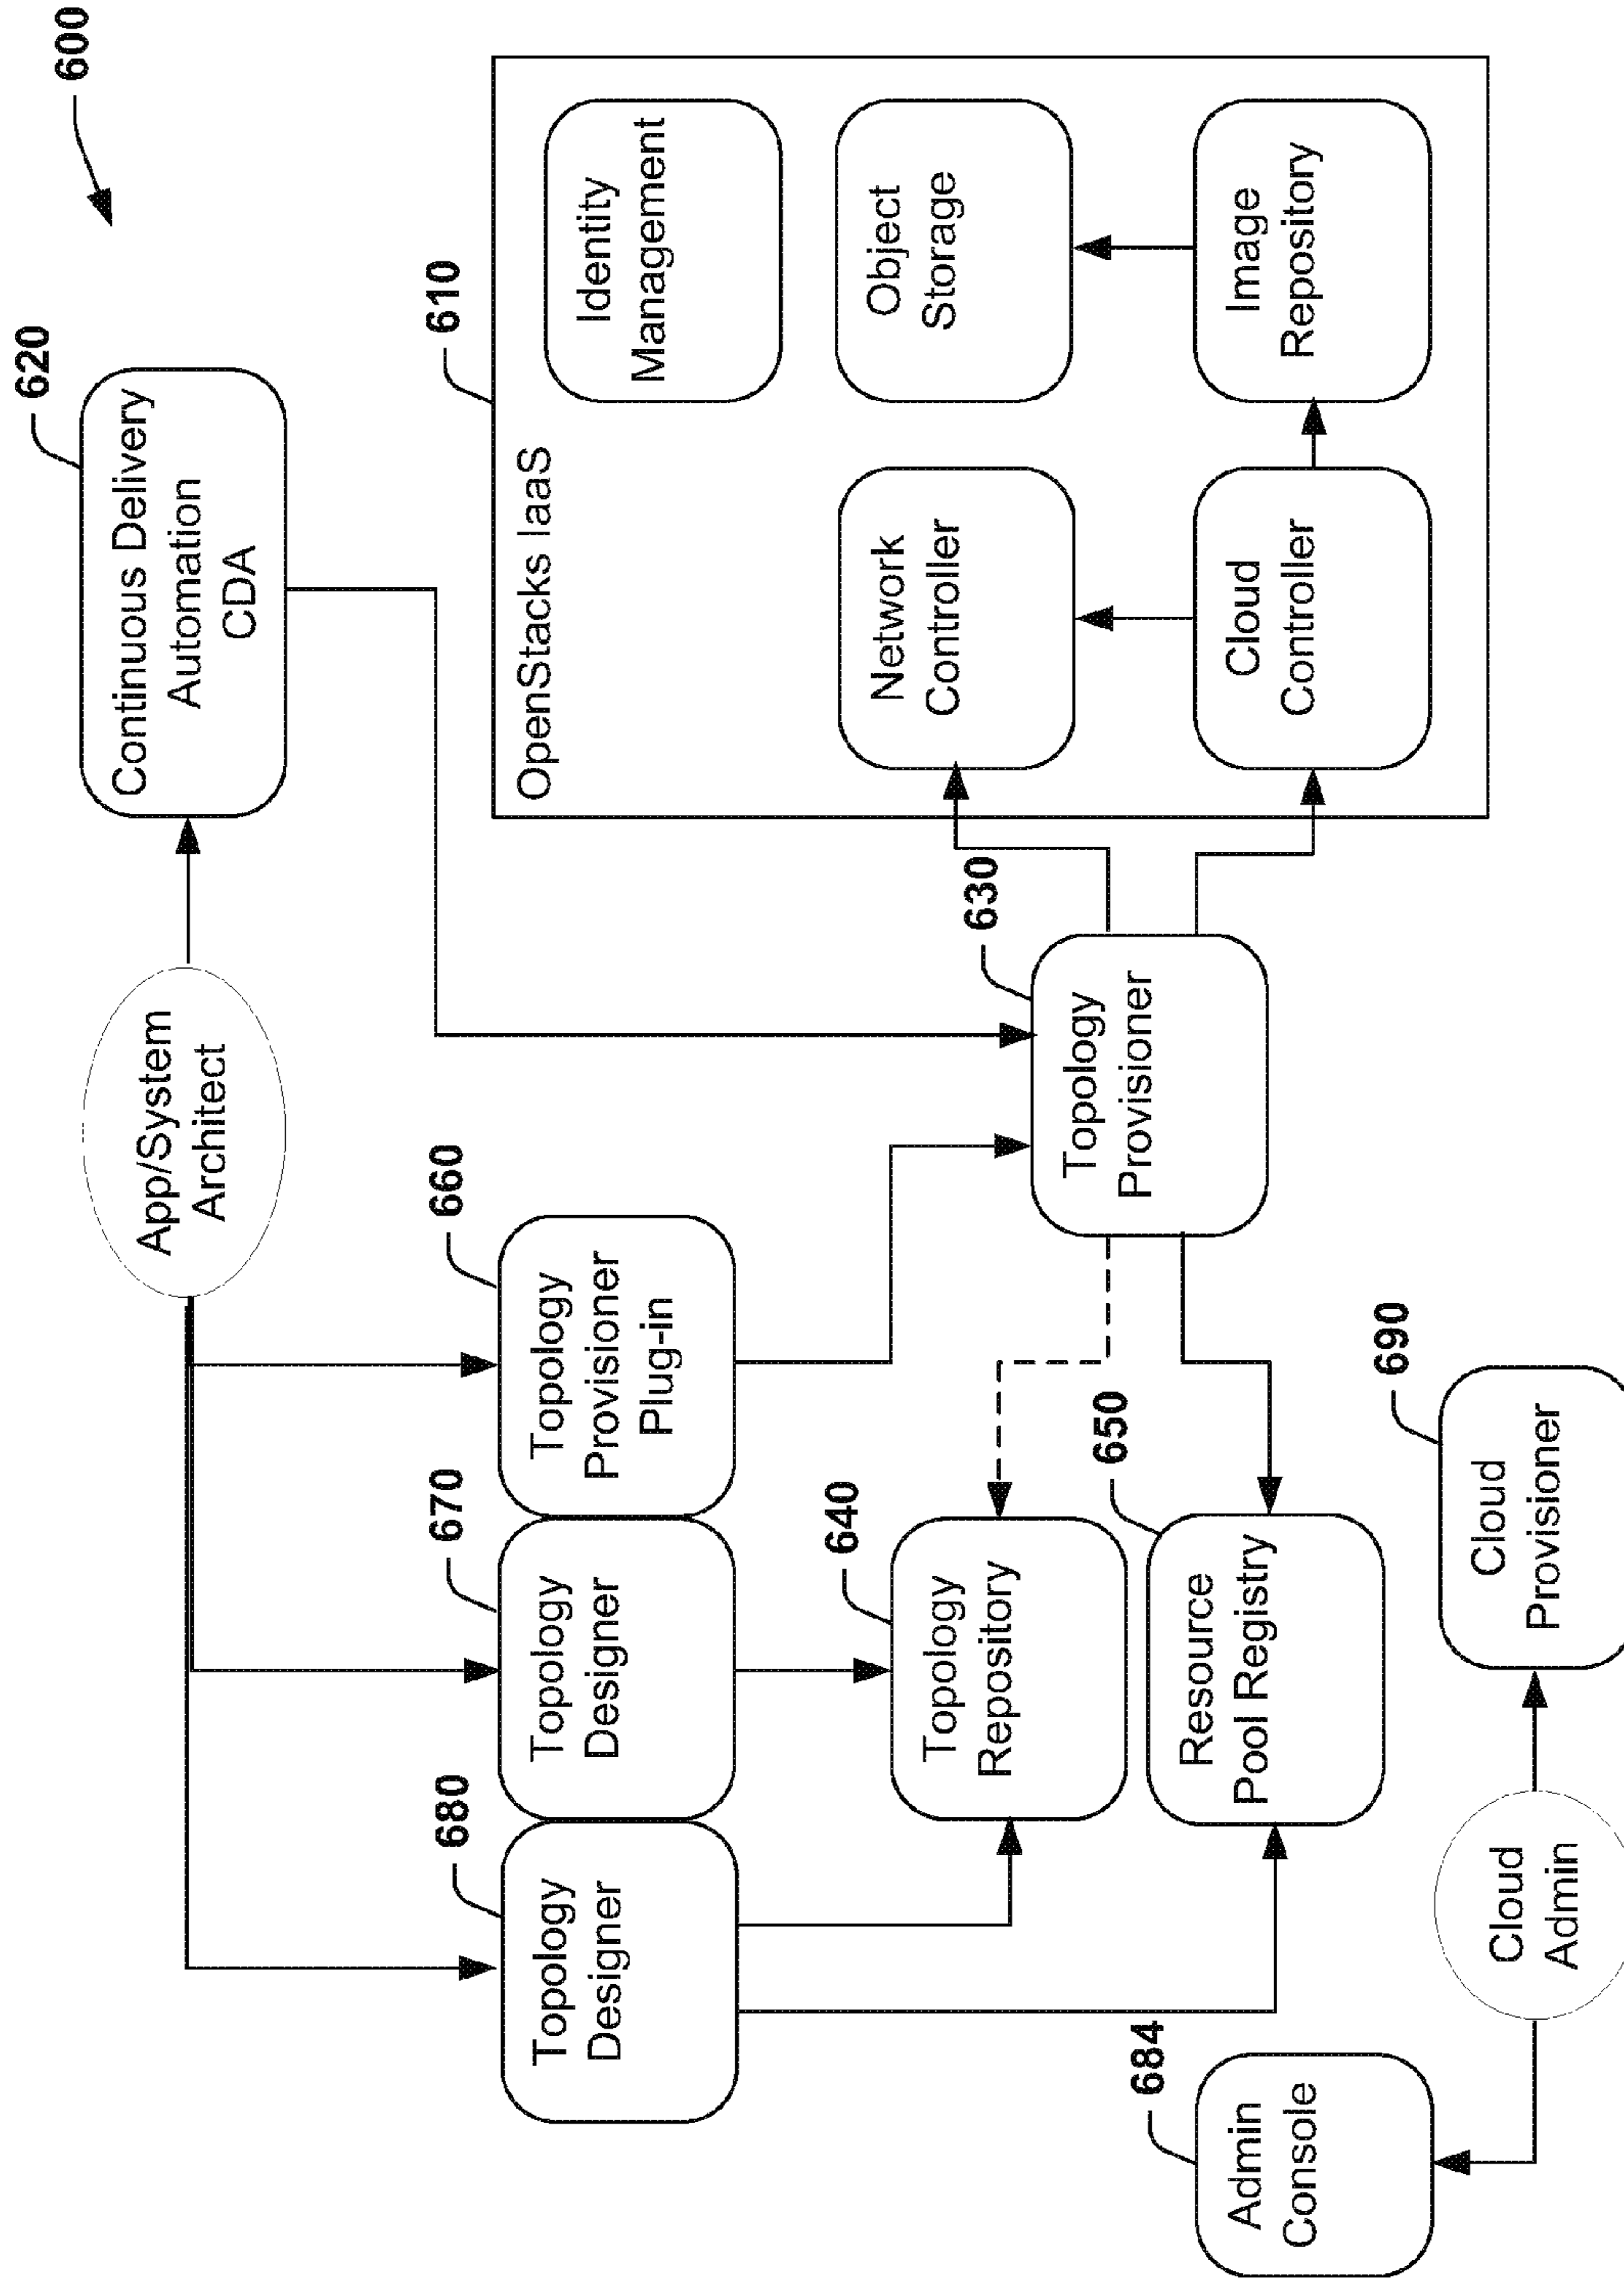 600
620
Continuous Delivery
Automation
CDA
App/System
Architect
610
OpenStacks IaaS
Identity
Management
Network
Controller
Object
Storage
Cloud
Controller
Image
Repository
680
Topology
Designer
670
Topology
Designer
660
Topology
Provisioner
Plug-in
630
Topology
Provisioner
640
Topology
Repository
650
Resource
Pool Registry
684
Admin
Console
Cloud
Admin
690
Cloud
Provisioner